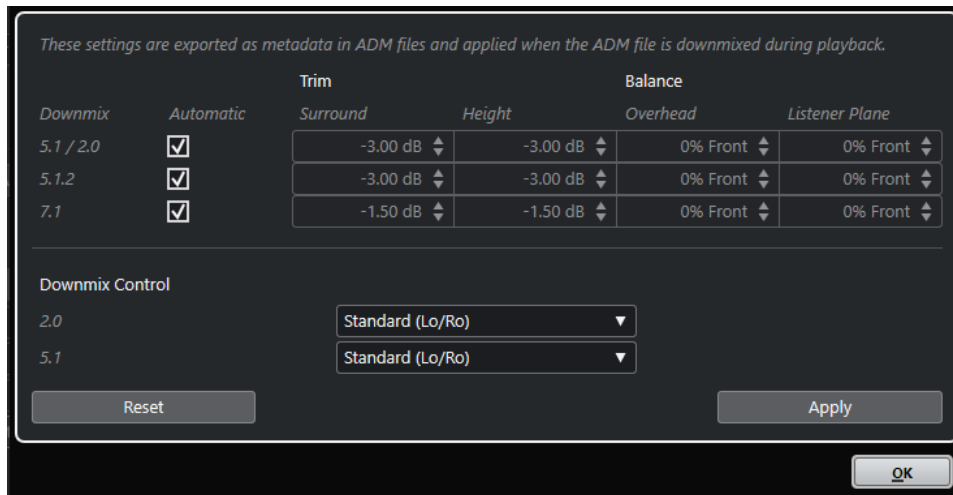 These settings are exported as metadata in ADM files and applied when the ADM file is downmixed during playback.
Trim Balance
Downmix Automatic Surround Height Overhead Listener Plane
5.1 / 2.0 -3.00 dB -3.00 dB 0% Front 0% Front
5.1.2 -3.00 dB -3.00 dB 0% Front 0% Front
7.1 -1.50 dB -1.50 dB 0% Front 0% Front
Downmix Control
2.0 Standard (Lo/Ro)
5.1 Standard (Lo/Ro)
Reset Apply
OK